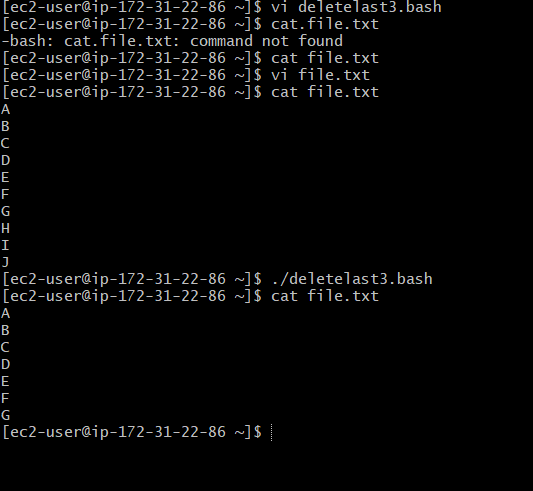 [ec2-user@ip-172-31-22-86 ~]$ vi deletelast3.bash
[ec2-user@ip-172-31-22-86 ~]$ cat.file.txt
-bash: cat.file.txt: command not found
[ec2-user@ip-172-31-22-86 ~]$ cat file.txt
[ec2-user@ip-172-31-22-86 ~]$ vi file.txt
[ec2-user@ip-172-31-22-86 ~]$ cat file.txt
A
B
C
D
E
F
G
H
I
J
[ec2-user@ip-172-31-22-86 ~]$ ./deletelast3.bash
[ec2-user@ip-172-31-22-86 ~]$ cat file.txt
A
B
C
D
E
F
G
[ec2-user@ip-172-31-22-86 ~]$